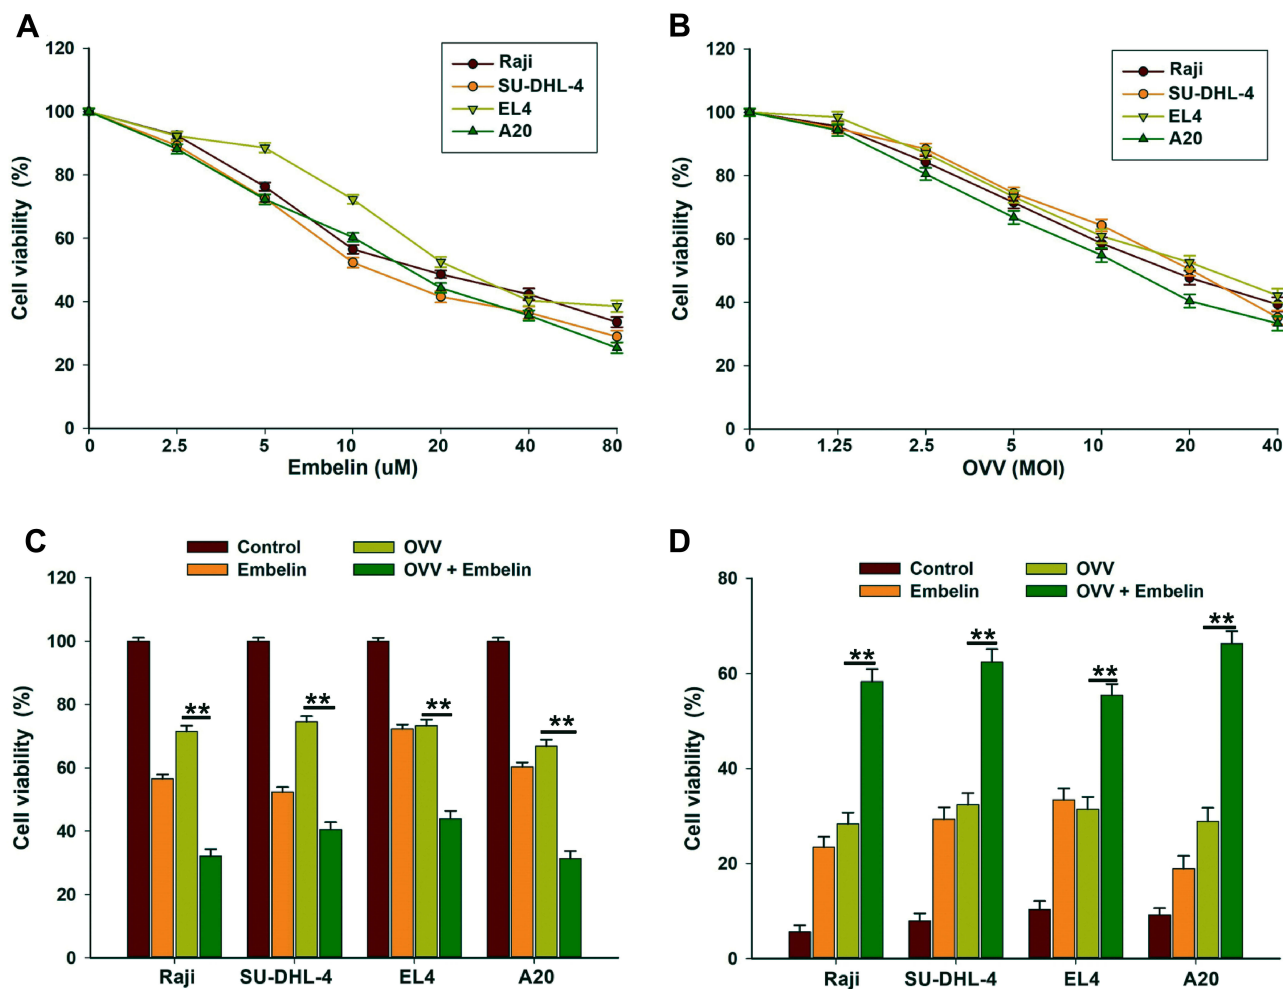 A
120
100
80
60
40
20
0
Cell viability (%)
0 2.5 5 10 20 40 80
Embelin (uM)
Raji
SU-DHL-4
EL4
A20
B
120
100
80
60
40
20
0
Cell viability (%)
0 1.25 2.5 5 10 20 40
OVV (MOI)
Raji
SU-DHL-4
EL4
A20
C
Control
Embelin
OVV
OVV + Embelin
120
100
80
60
40
20
0
Cell viability (%)
** ** ** **
Raji SU-DHL-4 EL4 A20
D
Control
Embelin
OVV
OVV + Embelin
80
60
40
20
0
Cell viability (%)
** ** ** **
Raji SU-DHL-4 EL4 A20